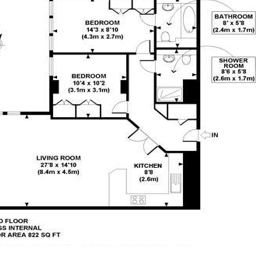 BEDROOM
14'3 x 8'10
(4.3m x 2.7m)
BATHROOM
8' x 5'8
(2.4m x 1.7m)
SHOWER
ROOM
8'6 x 5'8
(2.6m x 1.7m)
BEDROOM
10'4 x 10'2
(3.1m x 3.1m)
IN
LIVING ROOM
27'8 x 14'10
(8.4m x 4.5m)
KITCHEN
8'8
(2.6m)
D FLOOR
SS INTERNAL
OR AREA 822 SQ FT